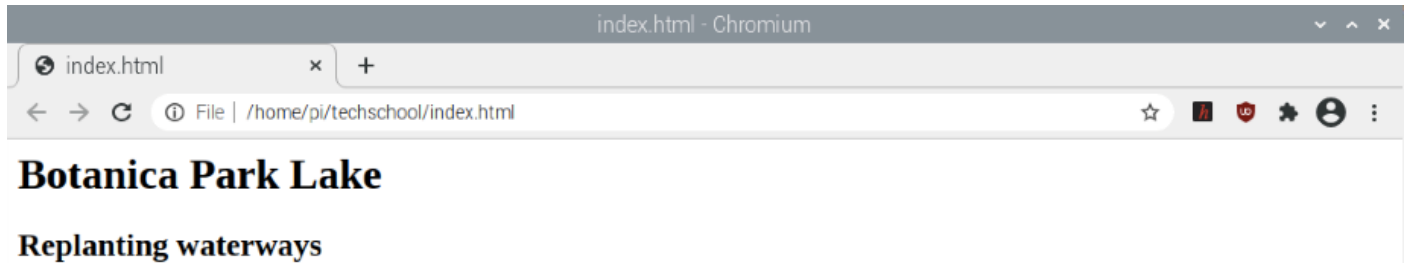 index.html - Chromium
index.html
File | /home/pi/techschool/index.html
Botanica Park Lake
Replanting waterways